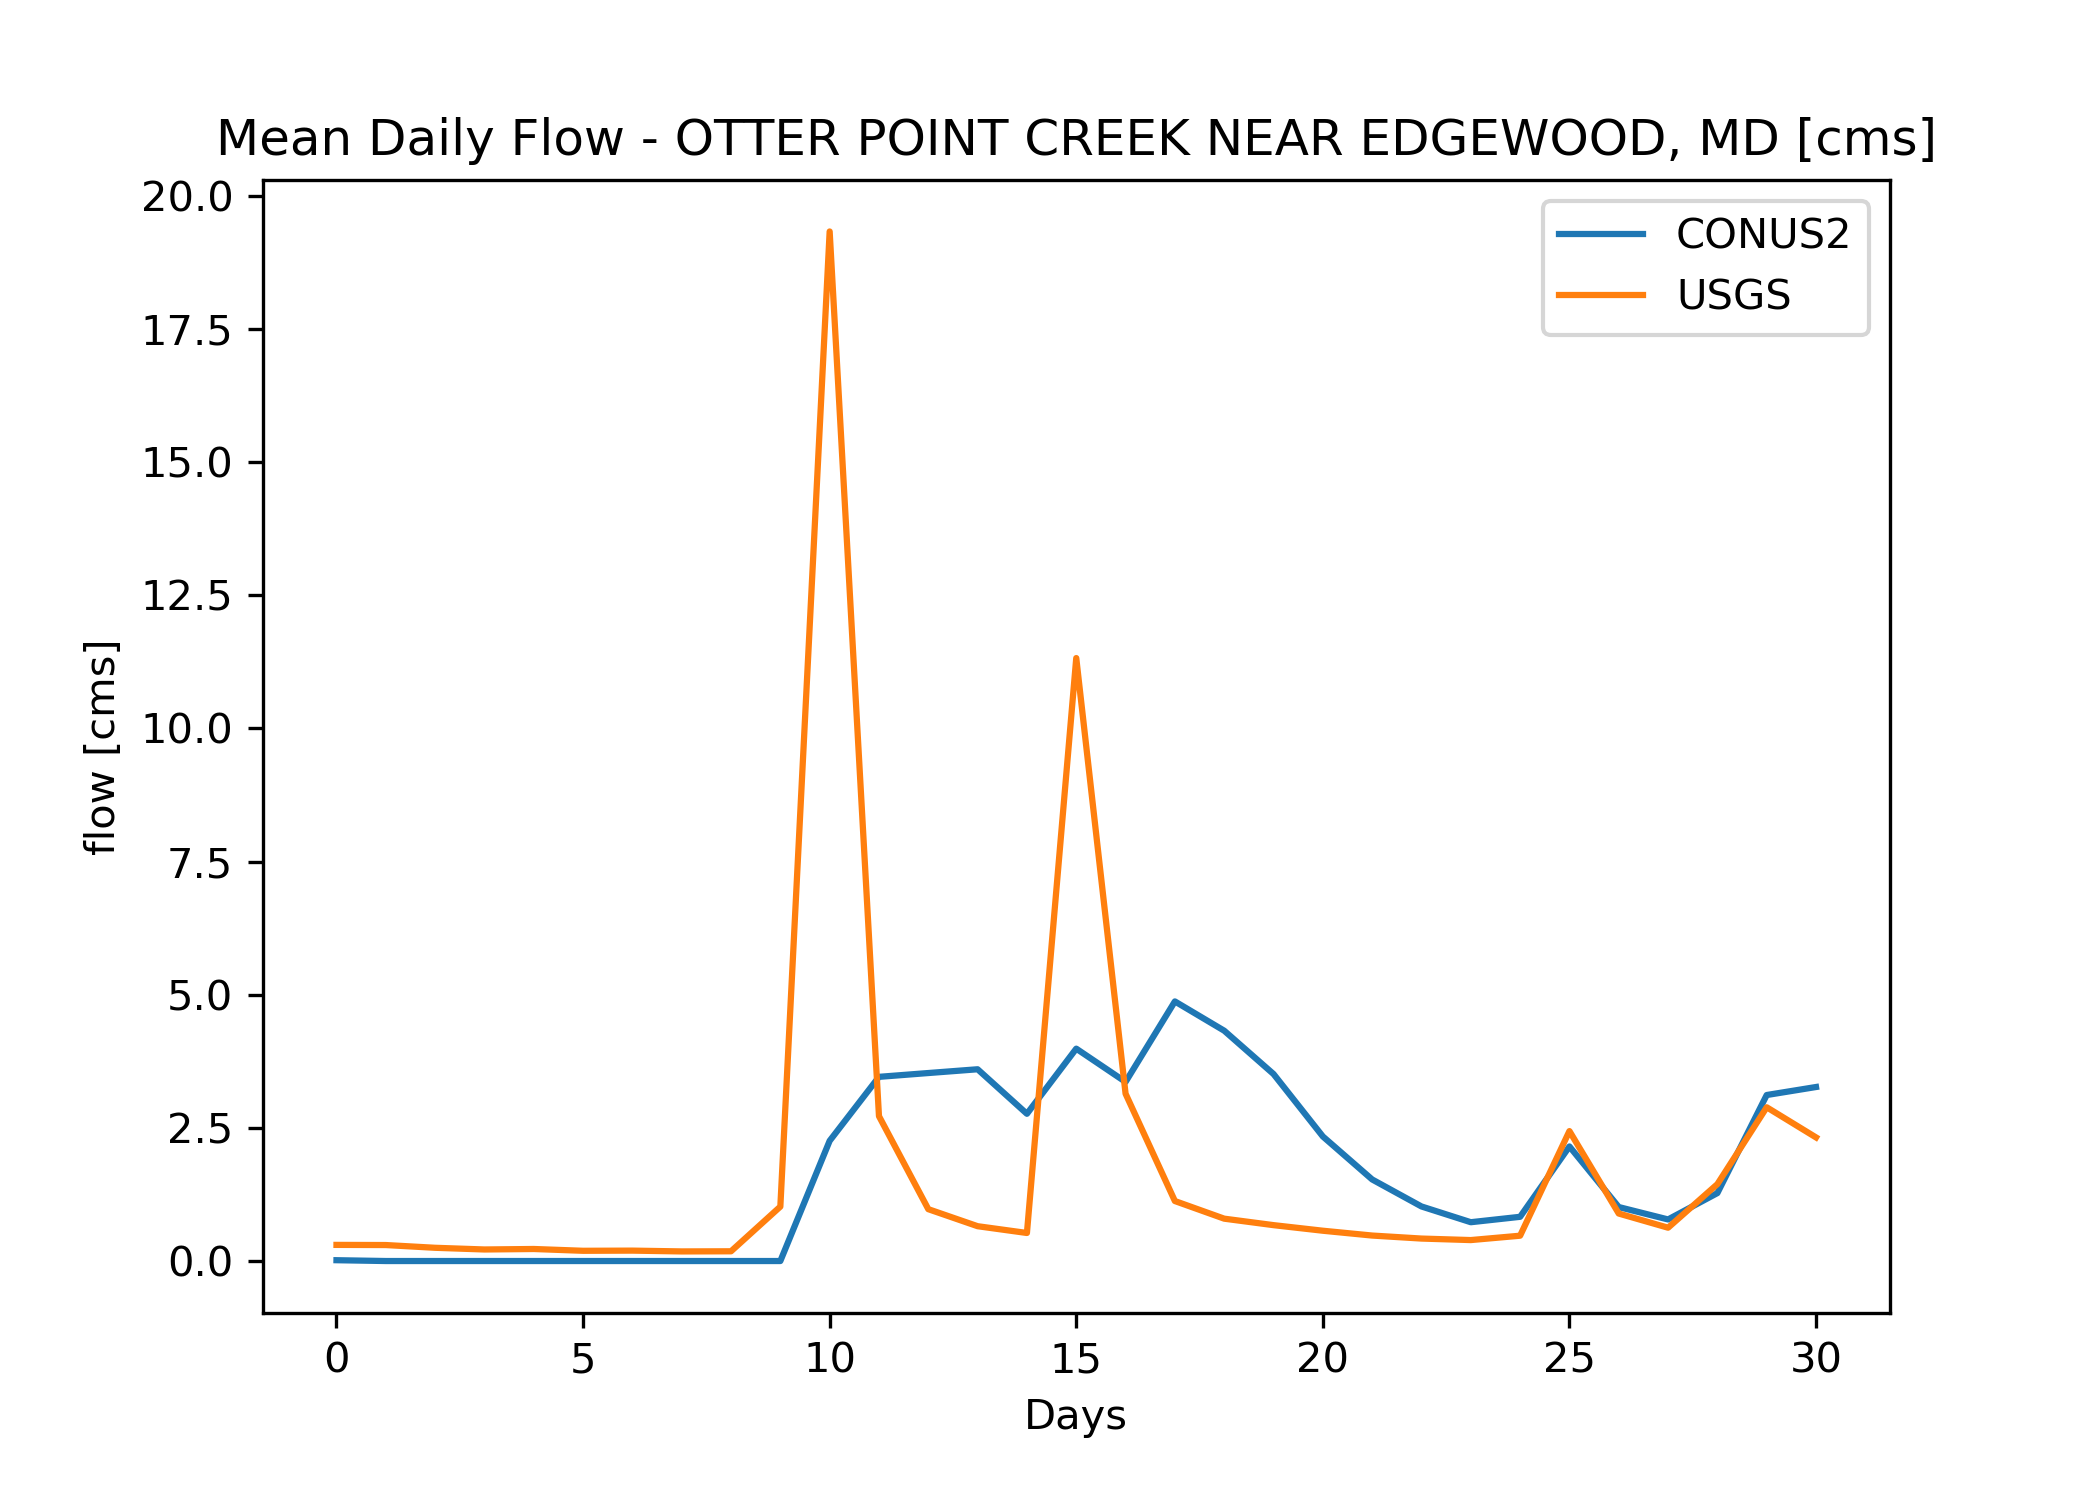 Mean Daily Flow - OTTER POINT CREEK NEAR EDGEWOOD, MD [cms]
CONUS2
USGS
20.0
17.5
15.0
12.5
10.0
7.5
5.0
2.5
0.0
flow [cms]
0 5 10 15 20 25 30
Days